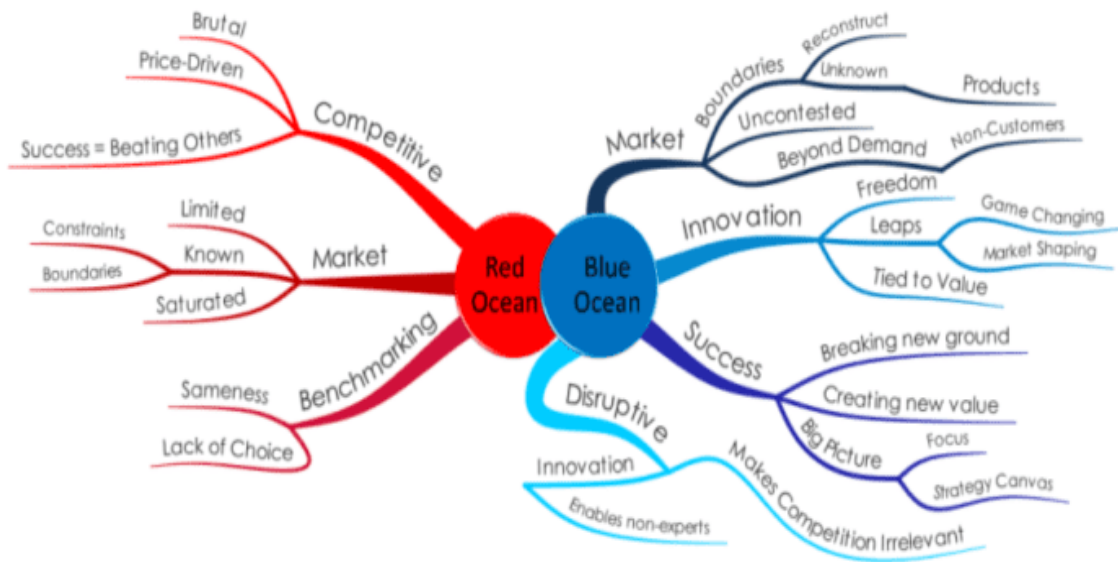 Brutal
Price-Driven
Success = Beating Others
Competitive
Limited
Constraints
Known
Boundaries
Saturated
Market
Sameness
Lack of Choice
Benchmarking
Red
Ocean
Blue
Ocean
Market
Boundaries
Reconstruct
Unknown
Products
Uncontested
Beyond Demand
Non-Customers
Innovation
Freedom
Leaps
Game Changing
Market Shaping
Tied to Value
Success
Breaking new ground
Creating new value
Big Picture
Focus
Strategy Canvas
Disruptive
Innovation
Enables non-experts
Makes Competition Irrelevant